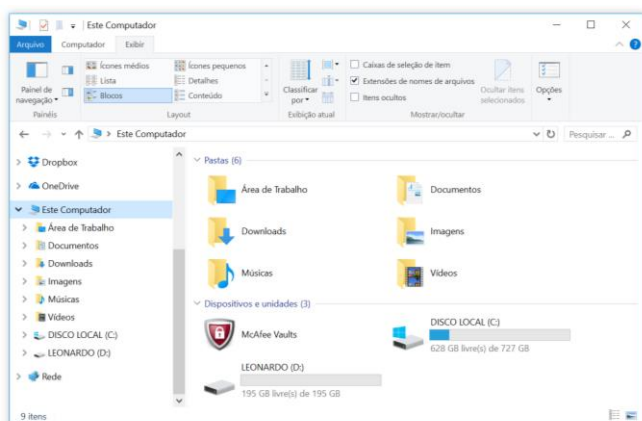 Este Computador
Arquivo Computador Exibir
Painel de navegação
Ícones médios Ícones pequenos
Lista Detalhes
Blocos Conteúdo
Classificar por
Caixas de seleção de item
Extensões de nomes de arquivos
Itens ocultos
Ocultar itens selecionados
Opções
Painéis Layout Exibição atual Mostrar/ocultar
Este Computador Pesquisar ...
Dropbox
OneDrive
Este Computador
Área de Trabalho
Documentos
Downloads
Imagens
Músicas
Vídeos
DISCO LOCAL (C:)
LEONARDO (D:)
Rede
Pastas (6)
Área de Trabalho Documentos
Downloads Imagens
Músicas Vídeos
Dispositivos e unidades (3)
McAfee Vaults
DISCO LOCAL (C:)
628 GB livre(s) de 727 GB
LEONARDO (D:)
195 GB livre(s) de 195 GB
9 itens